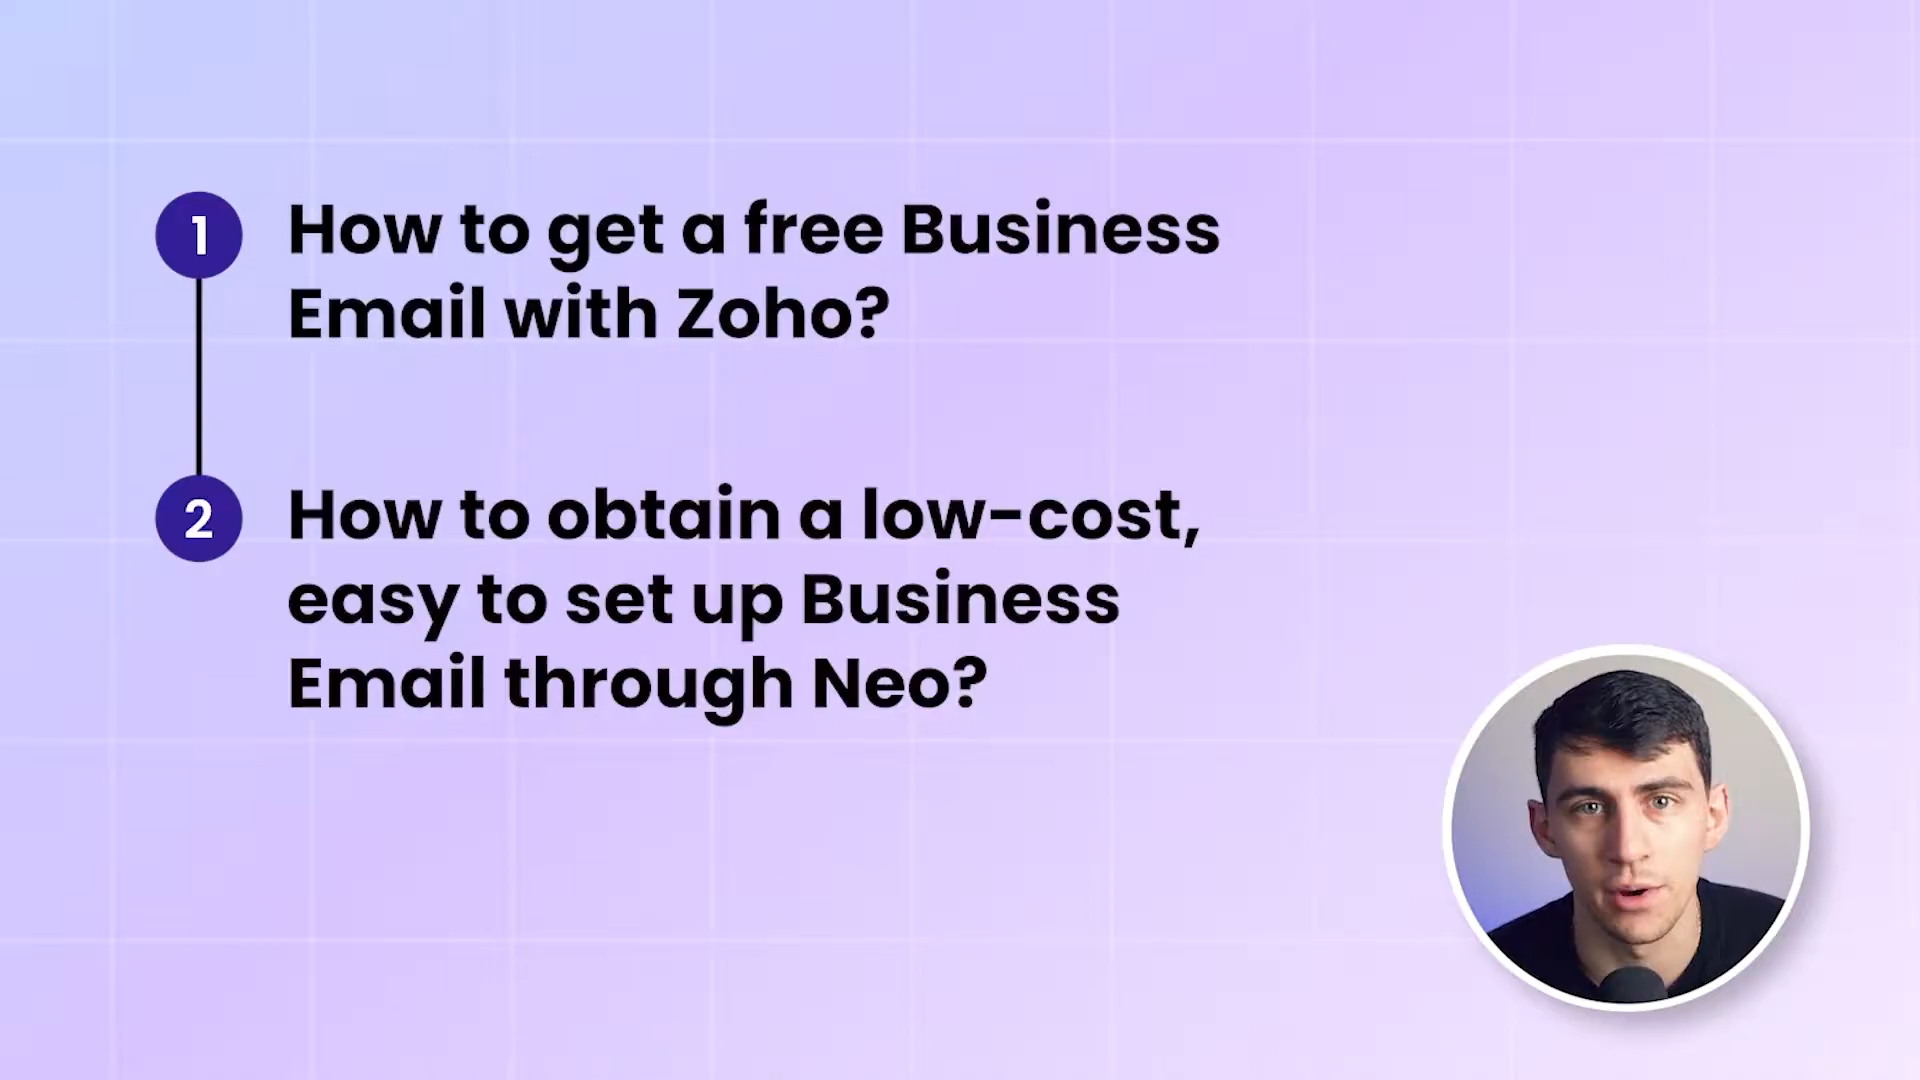 1
How to get a free Business
Email with Zoho?
2
How to obtain a low-cost,
easy to set up Business
Email through Neo?